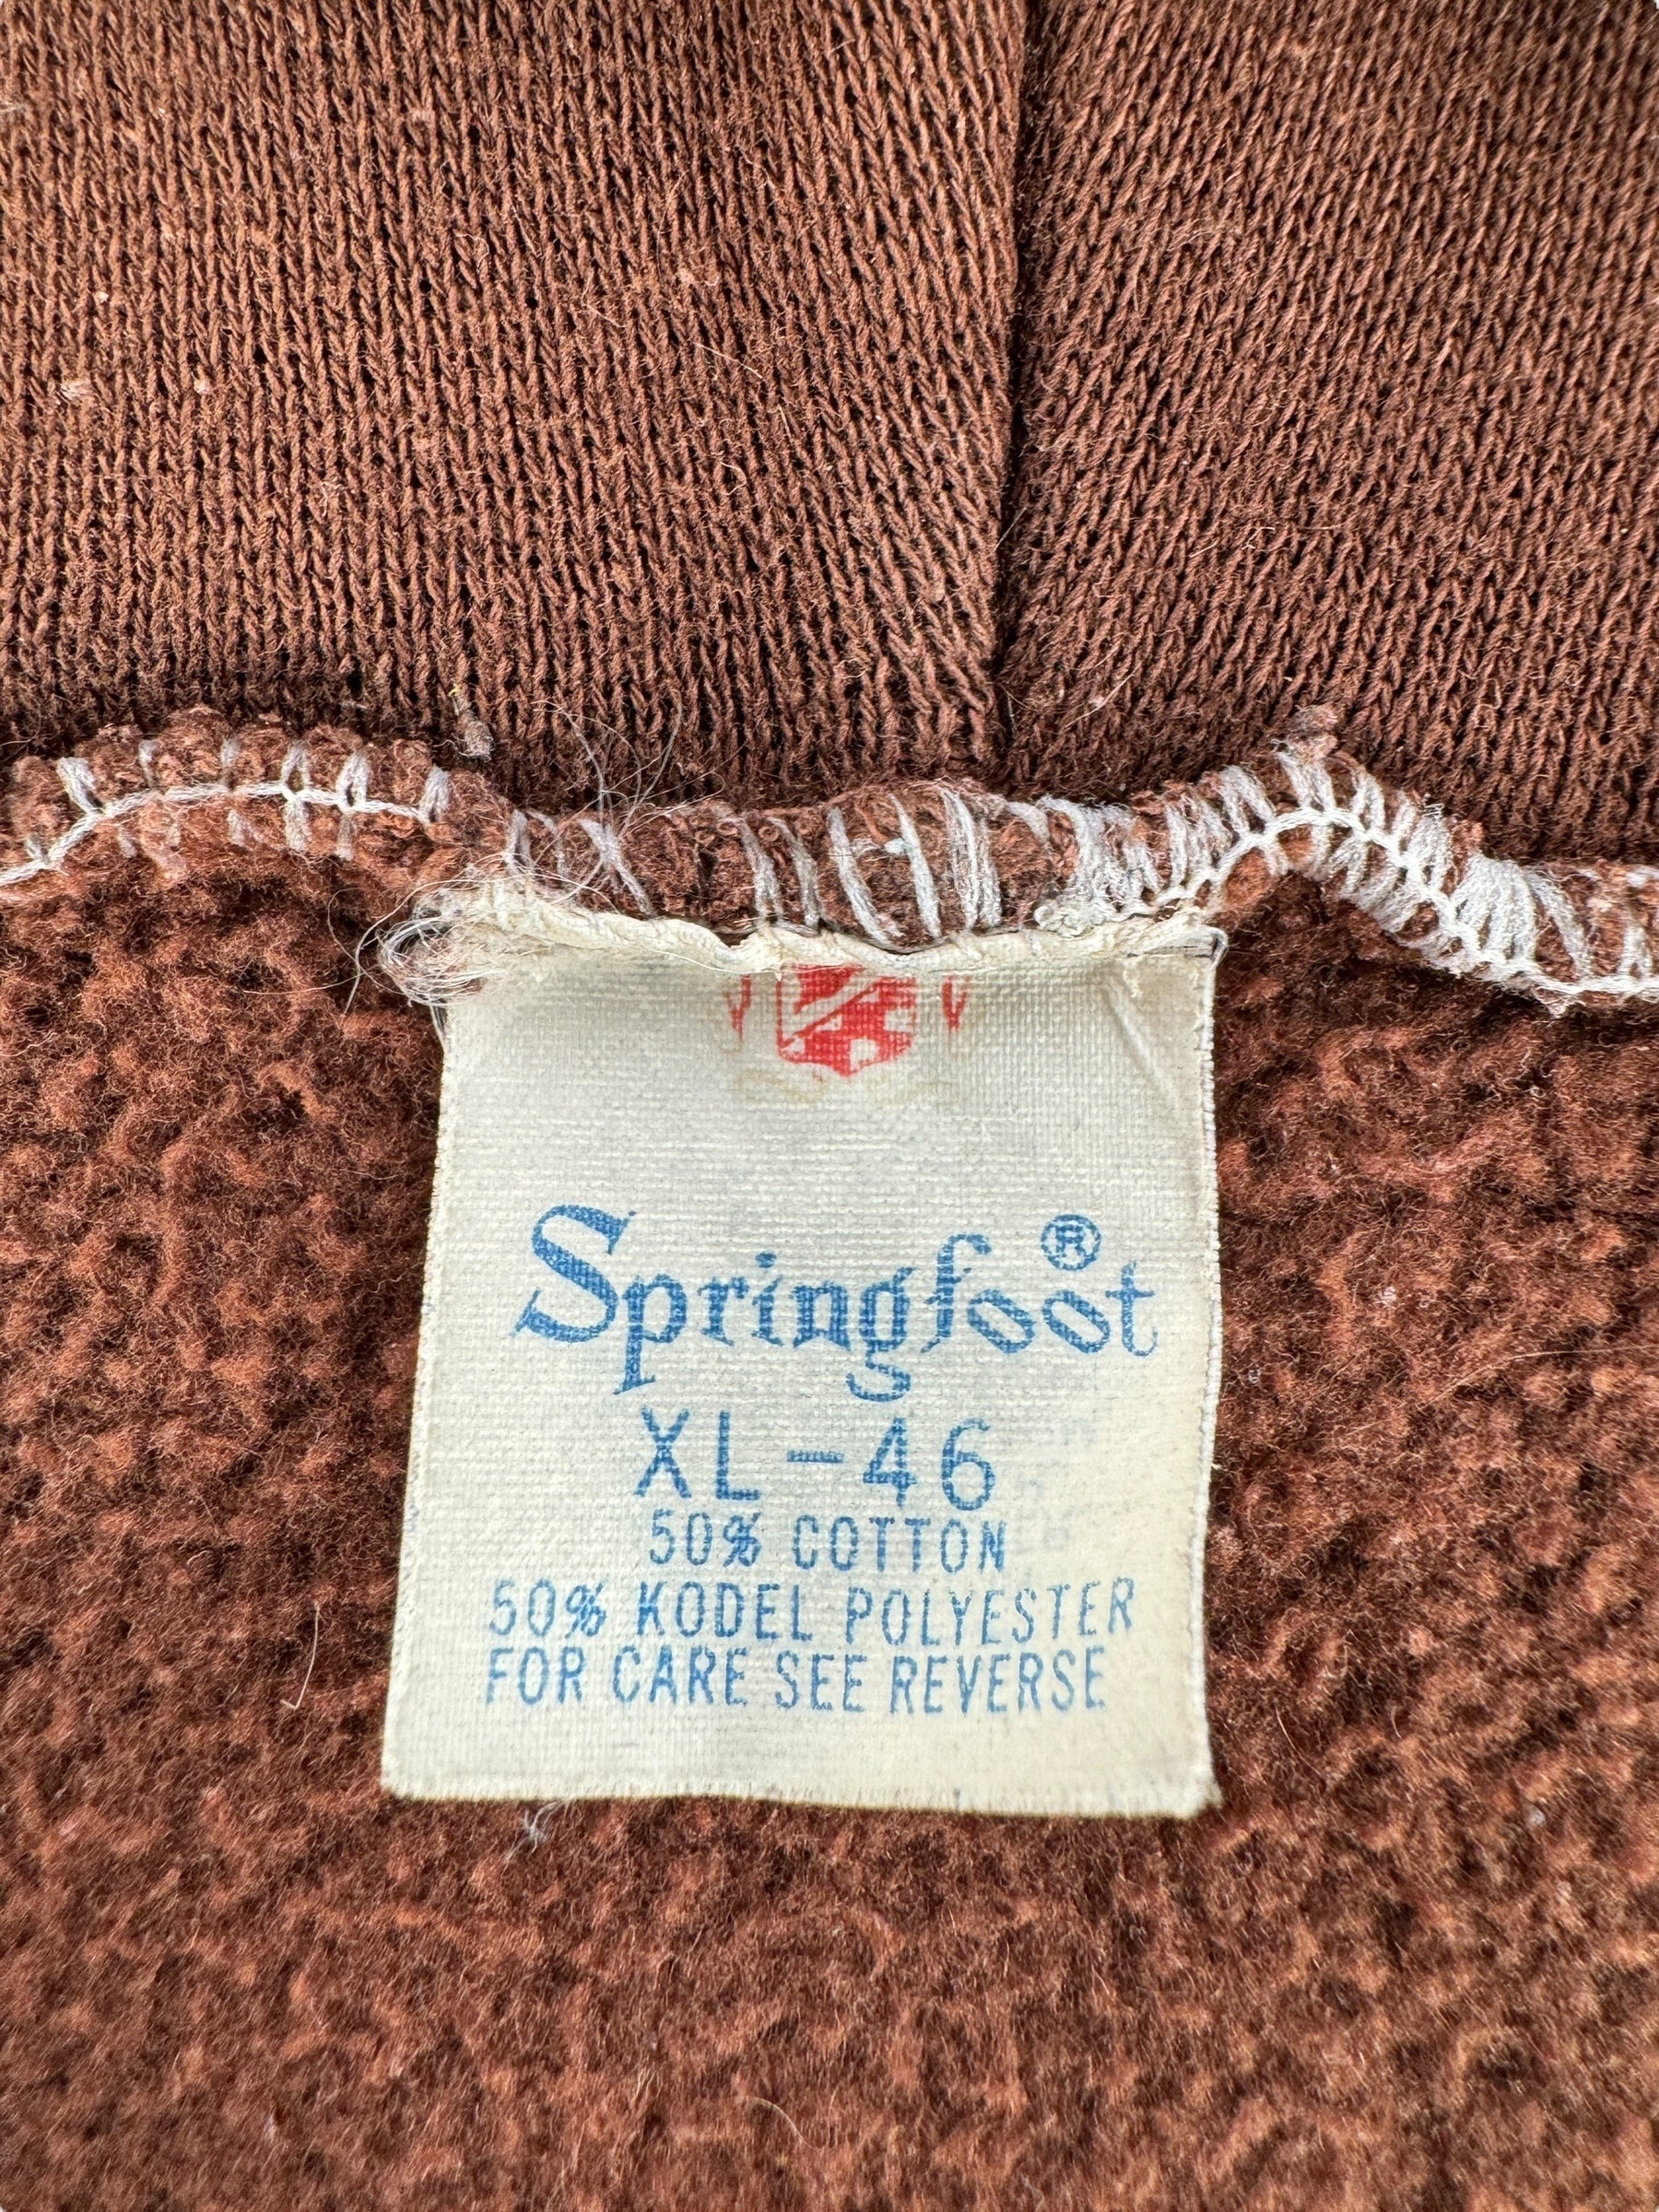 Springfoot®
XL-46
50% COTTON
50% KODEL POLYESTER
FOR CARE SEE REVERSE